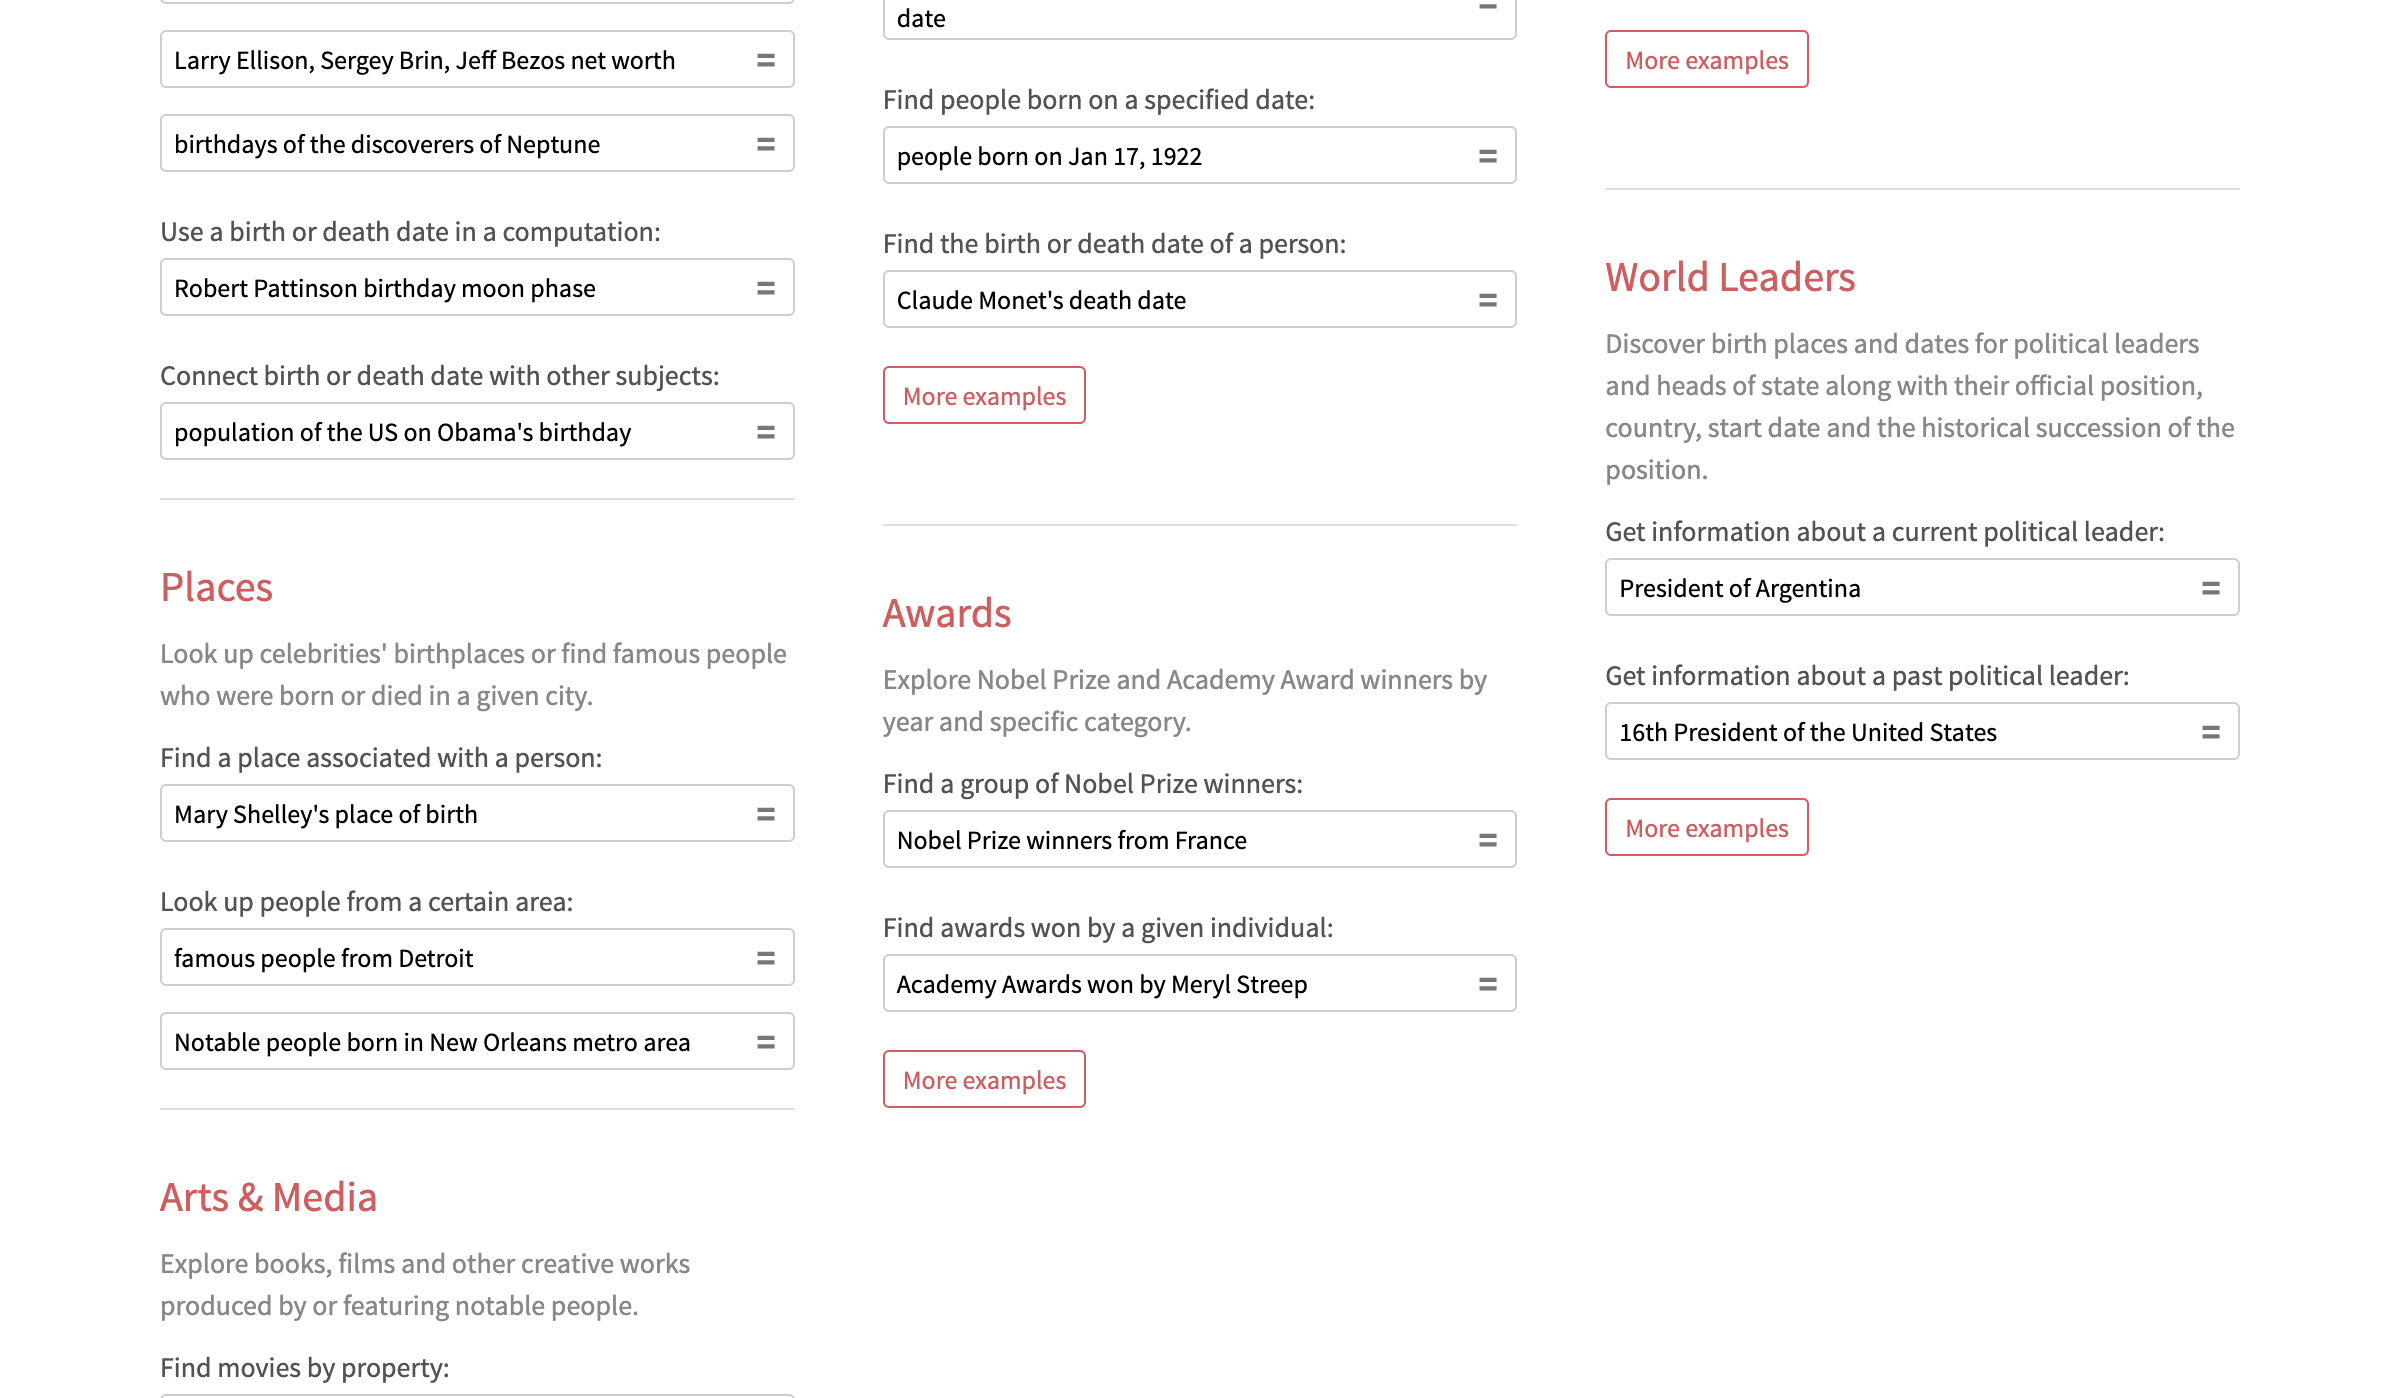 Larry Ellison, Sergey Brin, Jeff Bezos net worth =
birthdays of the discoverers of Neptune =
Use a birth or death date in a computation:
Robert Pattinson birthday moon phase =
Connect birth or death date with other subjects:
population of the US on Obama's birthday =
Places
Look up celebrities' birthplaces or find famous people
who were born or died in a given city.
Find a place associated with a person:
Mary Shelley's place of birth =
Look up people from a certain area:
famous people from Detroit =
Notable people born in New Orleans metro area =
Arts & Media
Explore books, films and other creative works
produced by or featuring notable people.
Find movies by property:
date
Find people born on a specified date:
people born on Jan 17, 1922 =
Find the birth or death date of a person:
Claude Monet's death date =
More examples
Awards
Explore Nobel Prize and Academy Award winners by
year and specific category.
Find a group of Nobel Prize winners:
Nobel Prize winners from France =
Find awards won by a given individual:
Academy Awards won by Meryl Streep =
More examples
More examples
World Leaders
Discover birth places and dates for political leaders
and heads of state along with their official position,
country, start date and the historical succession of the
position.
Get information about a current political leader:
President of Argentina =
Get information about a past political leader:
16th President of the United States =
More examples